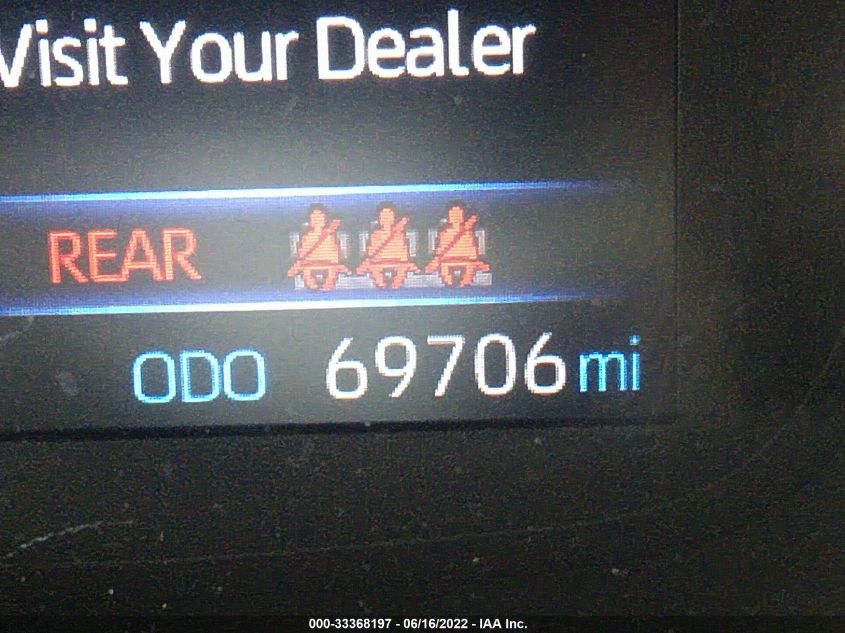 Visit Your Dealer
REAR
ODO 69706 mi
000-33368197 - 06/16/2022 - IAA Inc.